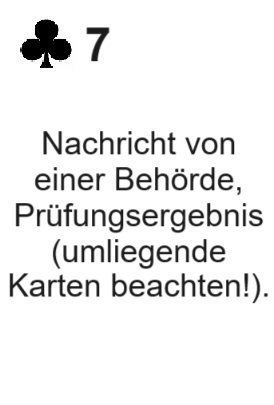 ♣ 7
Nachricht von
einer Behörde,
Prüfungsergebnis
(umliegende
Karten beachten!).